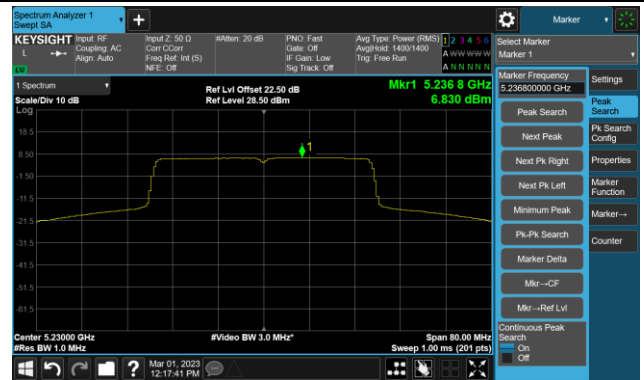 Spectrum Analyzer 1
Swept SA
+
Marker
KEYSIGHT
Input: RF
Coupling: AC
Align: Auto
Input Z: 50 Ω
Corr CCorr
Freq Ref: Int (S)
NFE: Off
#Atten: 20 dB
PNO: Fast
Gate: Off
IF Gain: Low
Sig Track: Off
Avg Type: Power (RMS)
Avg|Hold: 1400/1400
Trig: Free Run
1 2 3 4 5 6
A W W W W W
A N N N N N
L
LW
Select Marker
Marker 1
1 Spectrum
Scale/Div 10 dB
Log
Ref Lvl Offset 22.50 dB
Ref Level 28.50 dBm
Mkr1 5.236 8 GHz
6.830 dBm
18.5
8.50
-1.50
-11.5
-21.5
-31.5
-41.5
-51.5
-61.5
1
Center 5.23000 GHz
#Res BW 1.0 MHz
#Video BW 3.0 MHz*
Span 80.00 MHz
Sweep 1.00 ms (201 pts)
Marker Frequency
5.236800000 GHz
Peak Search
Next Peak
Next Pk Right
Next Pk Left
Minimum Peak
Pk-Pk Search
Marker Delta
Mkr→CF
Mkr→Ref Lvl
Continuous Peak
Search
On
Off
Settings
Peak
Search
Pk Search
Config
Properties
Marker
Function
Marker→
Counter
?
Mar 01, 2023
12:17:41 PM